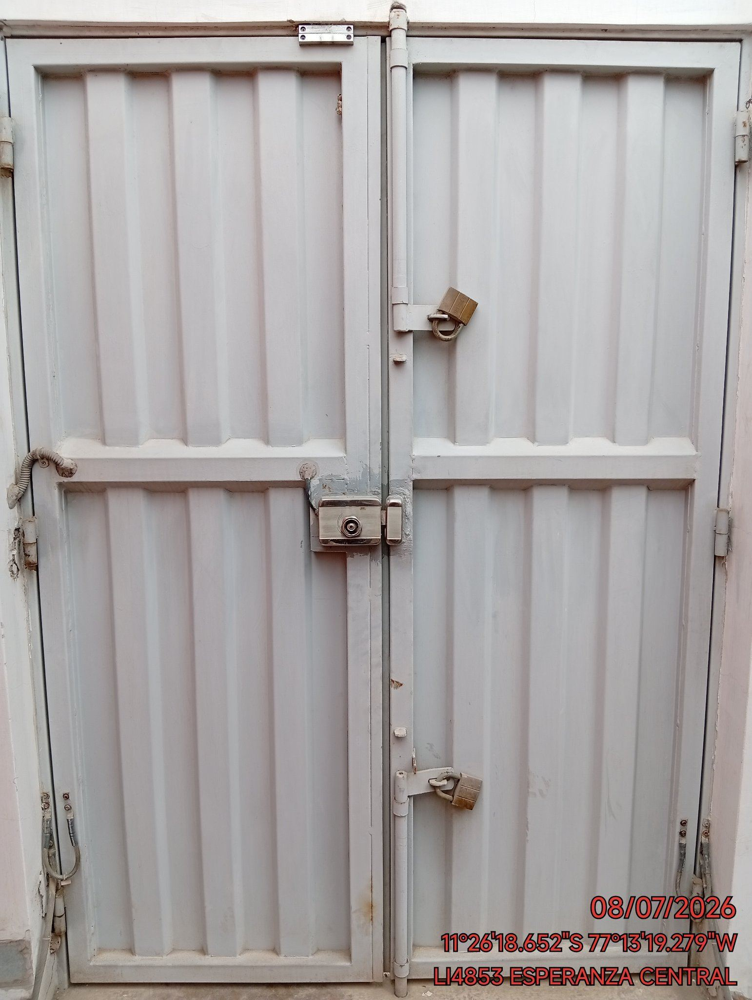 08/07/2026
11°26'18.652"S 77°13'19.279"W
LI4853 ESPERANZA CENTRAL